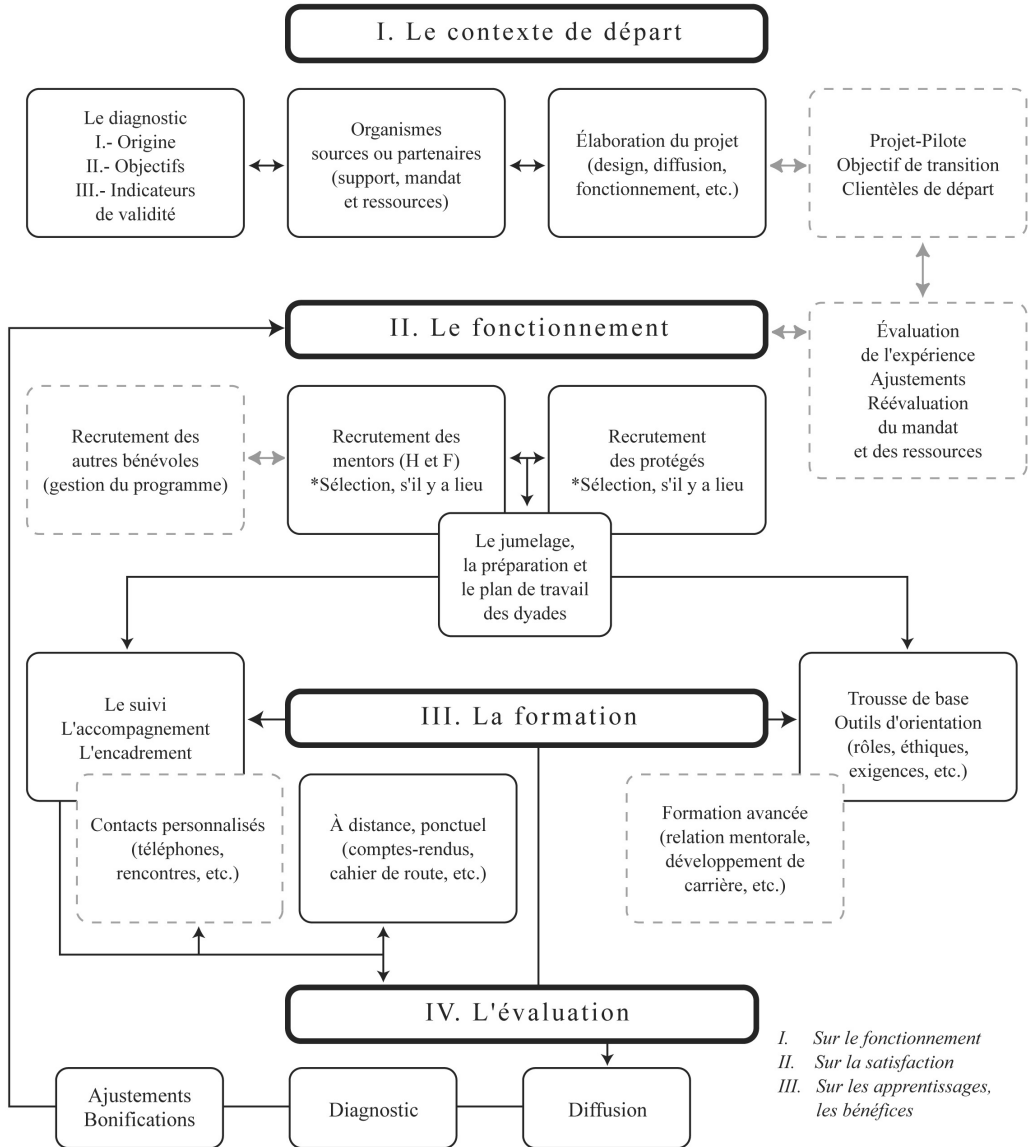 I. Le contexte de départ
Le diagnostic
I.- Origine
II.- Objectifs
III.- Indicateurs
de validité
Organismes
sources ou partenaires
(support, mandat
et ressources)
Élaboration du projet
(design, diffusion,
fonctionnement, etc.)
Projet-Pilote
Objectif de transition
Clientèles de départ
II. Le fonctionnement
Évaluation
de l'expérience
Ajustements
Réévaluation
du mandat
et des ressources
Recrutement des
autres bénévoles
(gestion du programme)
Recrutement des
mentors (H et F)
*Sélection, s'il y a lieu
Recrutement
des protégés
*Sélection, s'il y a lieu
Le jumelage,
la préparation et
le plan de travail
des dyades
Le suivi
L'accompagnement
L'encadrement
III. La formation
Trousse de base
Outils d'orientation
(rôles, éthiques,
exigences, etc.)
Contacts personnalisés
(téléphones,
rencontres, etc.)
À distance, ponctuel
(comptes-rendus,
cahier de route, etc.)
Formation avancée
(relation mentorale,
développement de
carrière, etc.)
IV. L'évaluation
I. Sur le fonctionnement
II. Sur la satisfaction
III. Sur les apprentissages,
les bénéfices
Ajustements
Bonifications
Diagnostic
Diffusion